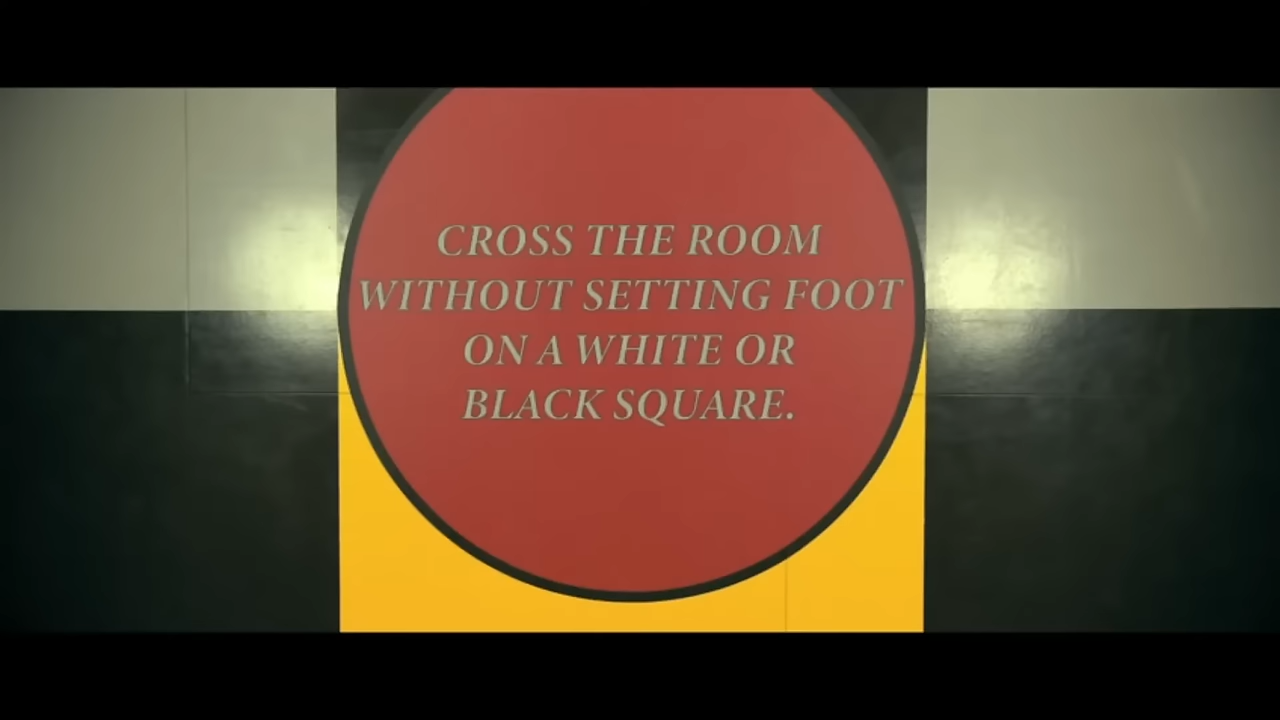 CROSS THE ROOM
WITHOUT SETTING FOOT
ON A WHITE OR
BLACK SQUARE.